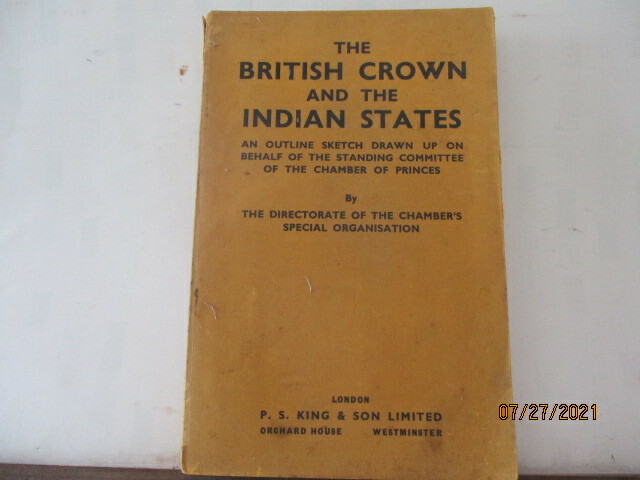 THE
BRITISH CROWN
AND THE
INDIAN STATES
AN OUTLINE SKETCH DRAWN UP ON
BEHALF OF THE STANDING COMMITTEE
OF THE CHAMBER OF PRINCES
By
THE DIRECTORATE OF THE CHAMBER'S
SPECIAL ORGANISATION
LONDON
P. S. KING & SON LIMITED
ORCHARD HOUSE WESTMINSTER
07/27/2021